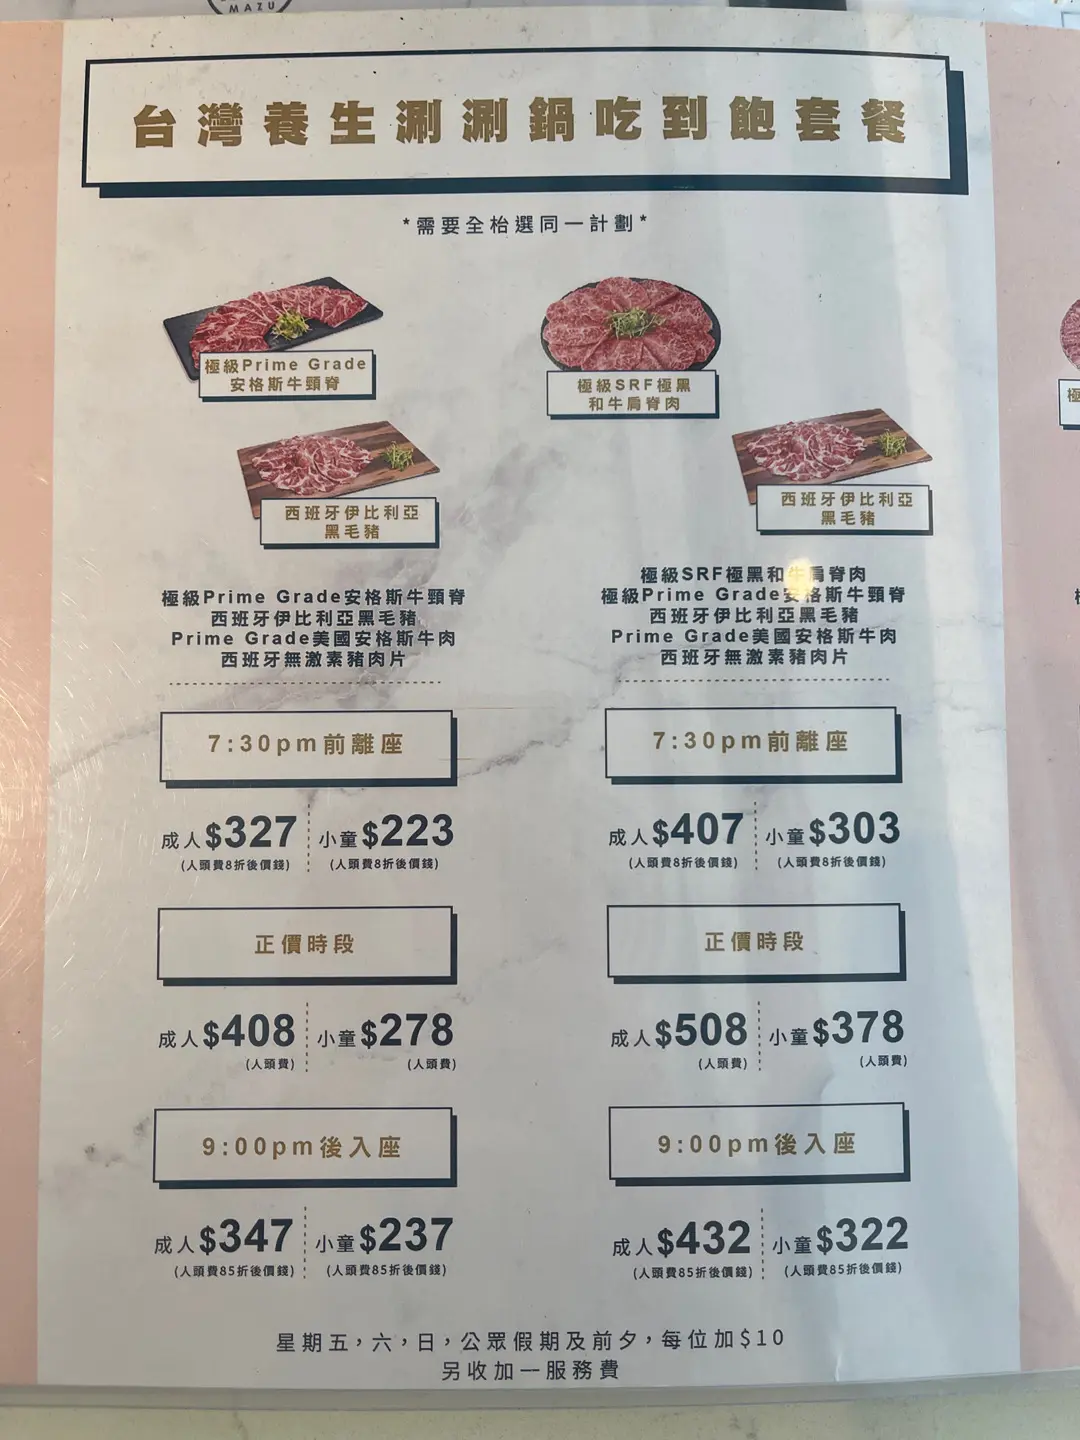 MAZU
台灣養生涮涮鍋吃到飽套餐
*需要全枱選同一計劃*
極級Prime Grade
安格斯牛頸脊
西班牙伊比利亞
黑毛豬
極級Prime Grade安格斯牛頸脊
西班牙伊比利亞黑毛豬
Prime Grade美國安格斯牛肉
西班牙無激素豬肉片
7:30pm前離座
成人$327 小童$223
(人頭費8折後價錢) (人頭費8折後價錢)
正價時段
成人$408 小童$278
(人頭費) (人頭費)
9:00pm後入座
成人$347 小童$237
(人頭費85折後價錢) (人頭費85折後價錢)
極級SRF極黑
和牛肩脊肉
西班牙伊比利亞
黑毛豬
極級SRF極黑和牛肩脊肉
極級Prime Grade安格斯牛頸脊
西班牙伊比利亞黑毛豬
Prime Grade美國安格斯牛肉
西班牙無激素豬肉片
7:30pm前離座
成人$407 小童$303
(人頭費8折後價錢) (人頭費8折後價錢)
正價時段
成人$508 小童$378
(人頭費) (人頭費)
9:00pm後入座
成人$432 小童$322
(人頭費85折後價錢) (人頭費85折後價錢)
星期五，六，日，公眾假期及前夕，每位加$10
另收加一服務費